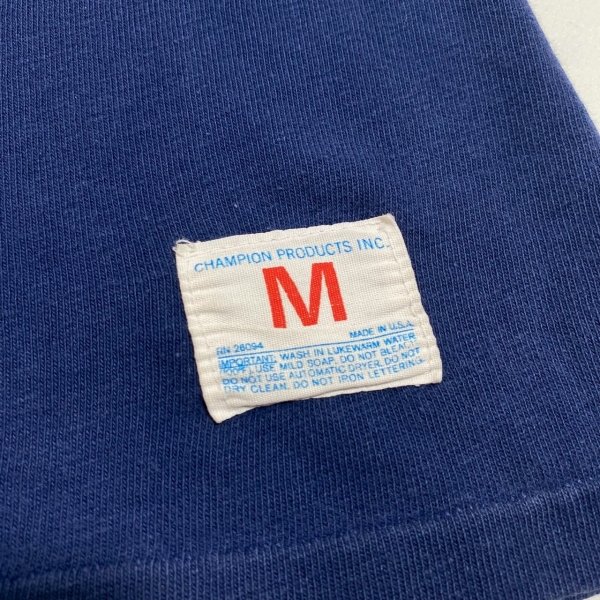 CHAMPION PRODUCTS INC.
M
RN 26094 MADE IN U.S.A.
IMPORTANT: WASH IN LUKEWARM WATER
USE MILD SOAP. DO NOT BLEACH
DO NOT USE AUTOMATIC DRYER. DO NOT
DRY CLEAN. DO NOT IRON LETTERING.